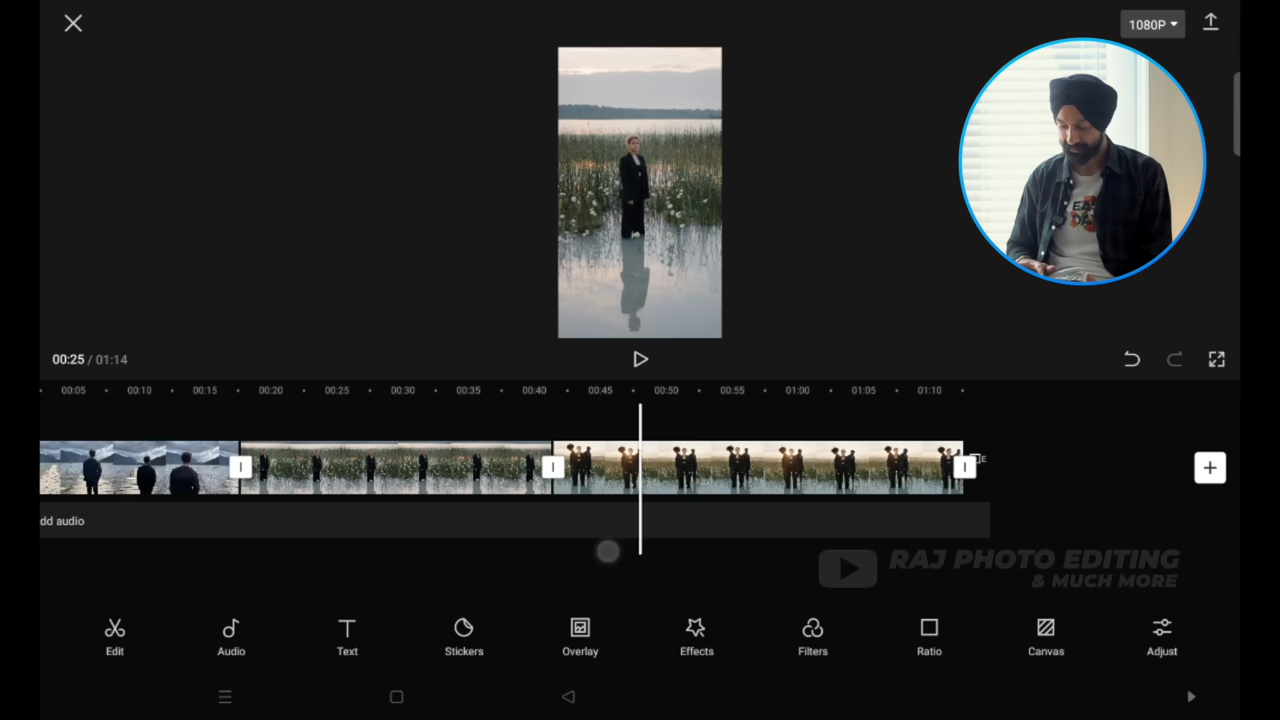 1080P
00:25 / 01:14
00:05 00:10 00:15 00:20 00:25 00:30 00:35 00:40 00:45 00:50 00:55 01:00 01:05 01:10
dd audio
RAJ PHOTO EDITING
& MUCH MORE
Edit Audio Text Stickers Overlay Effects Filters Ratio Canvas Adjust